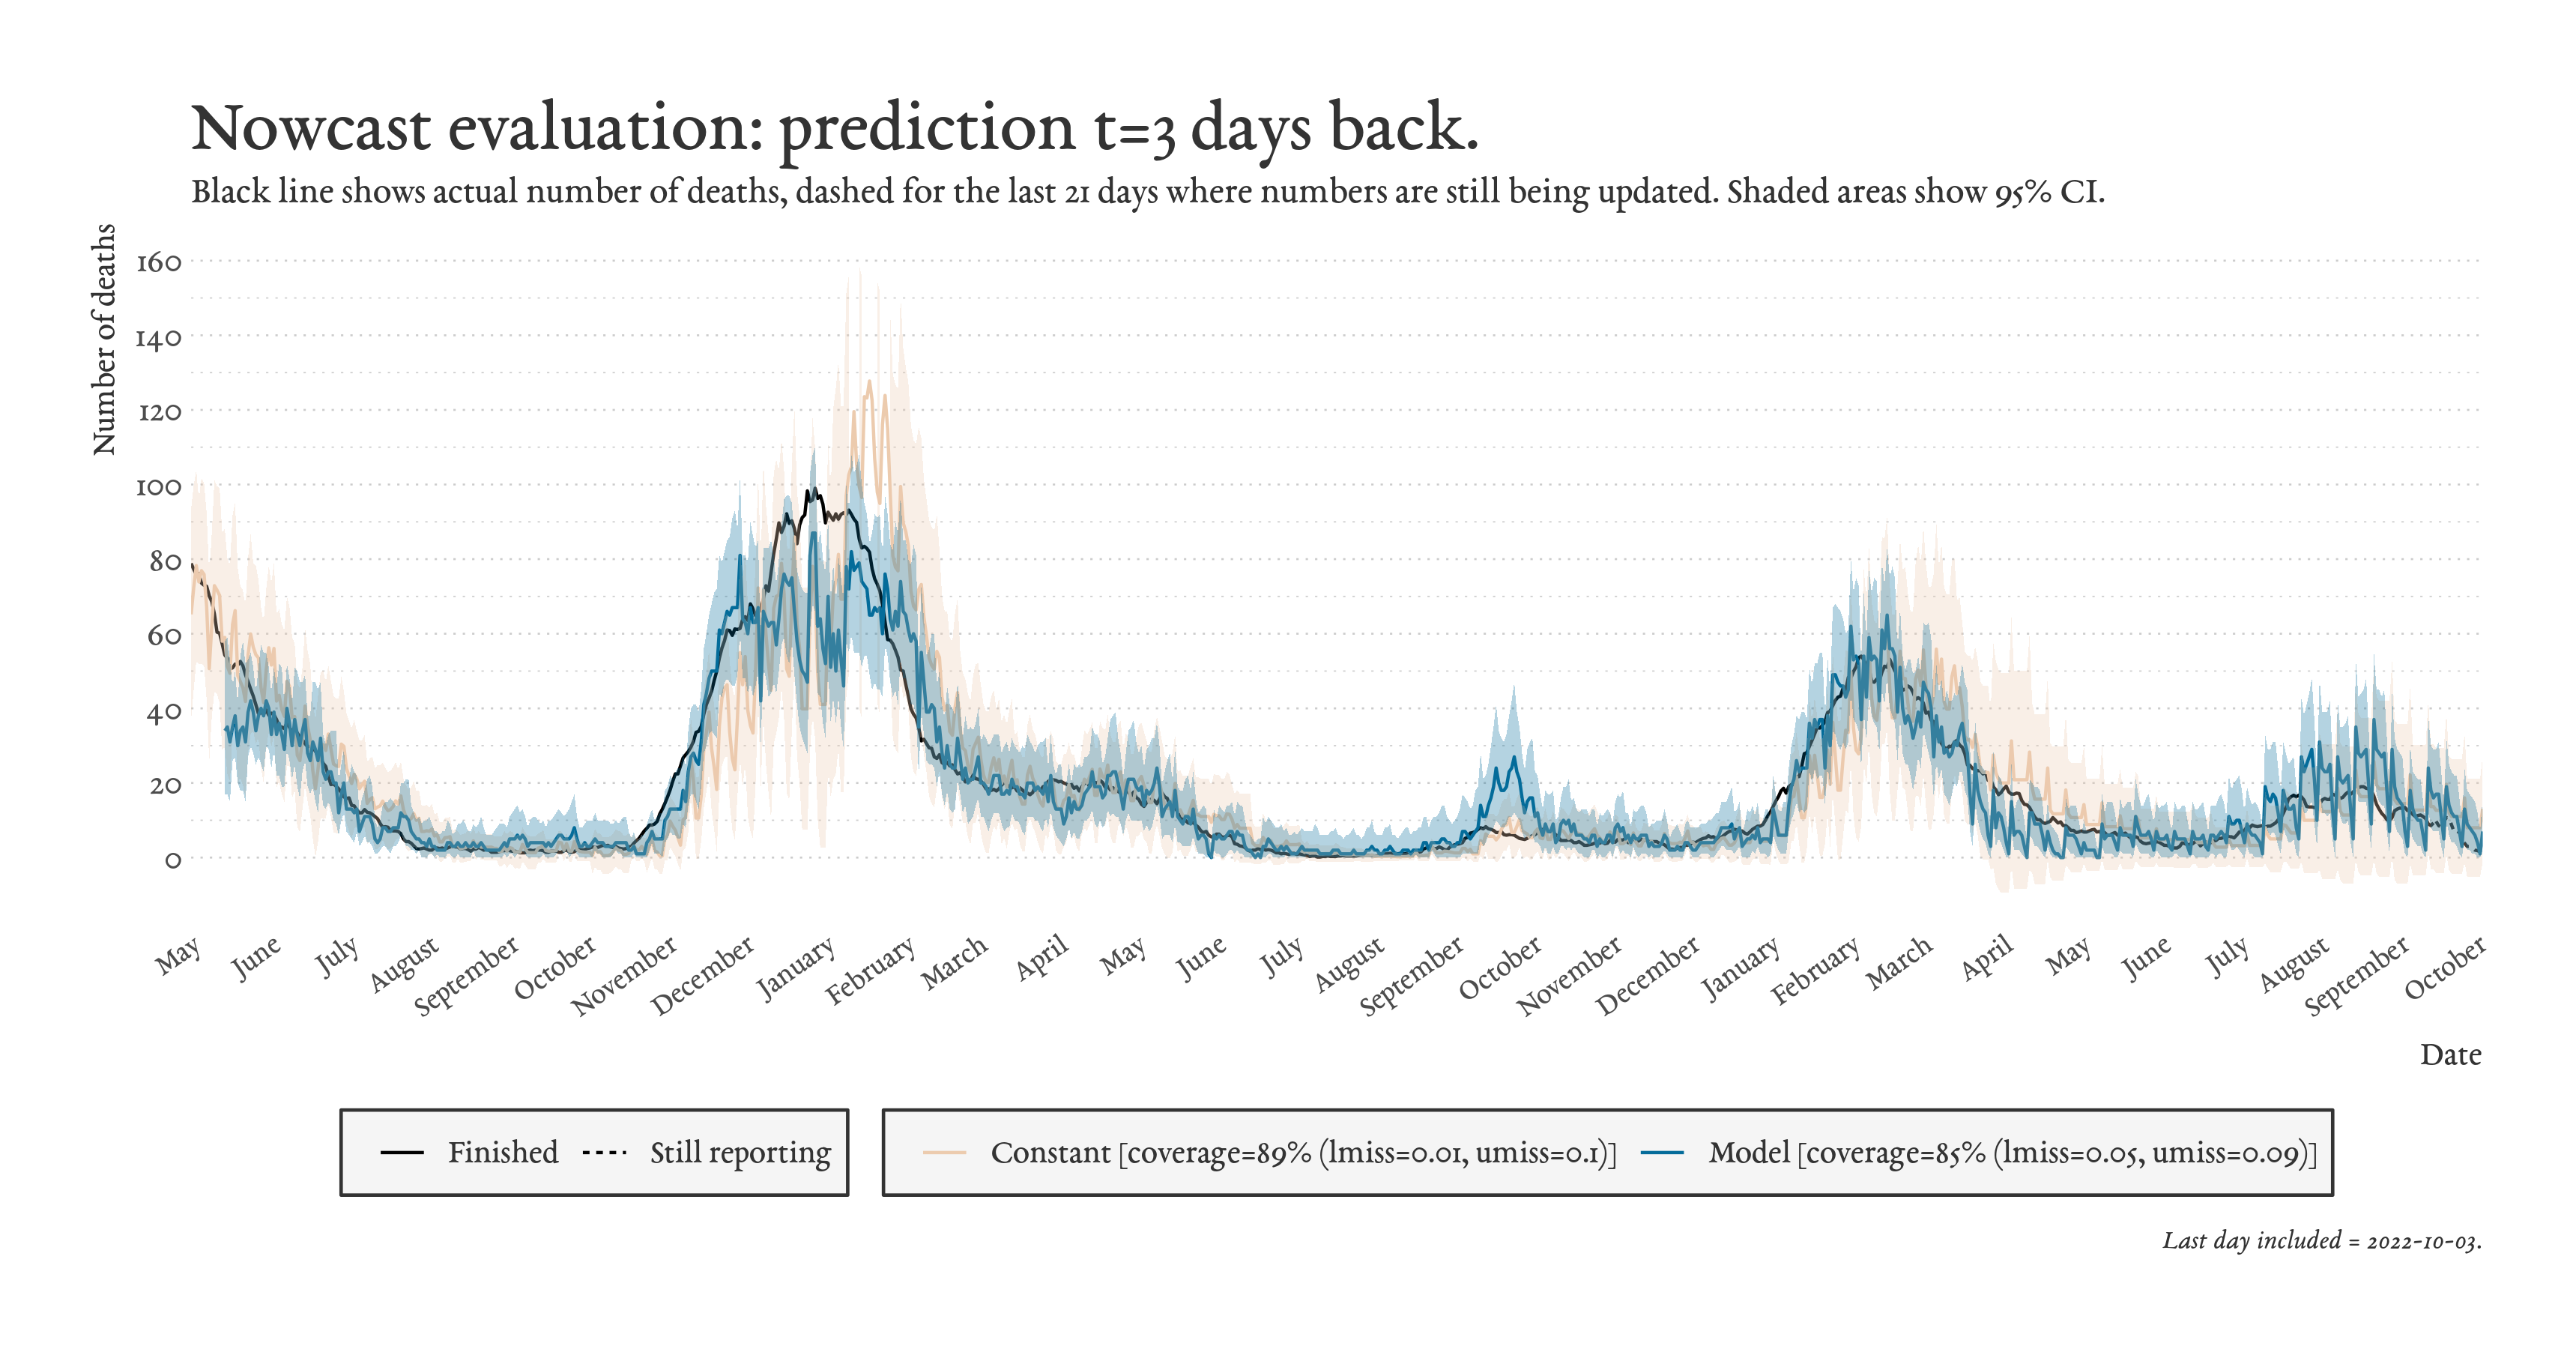 Nowcast evaluation: prediction t=3 days back.
Black line shows actual number of deaths, dashed for the last 21 days where numbers are still being updated. Shaded areas show 95% CI.
Number of deaths
160
140
120
100
80
60
40
20
0
May June July August September October November December January February March April May June July August September October November December January February March April May June July August September October
Date
Finished Still reporting Constant [coverage=89% (lmiss=0.01, umiss=0.1)] Model [coverage=85% (lmiss=0.05, umiss=0.09)]
Last day included = 2022-10-03.